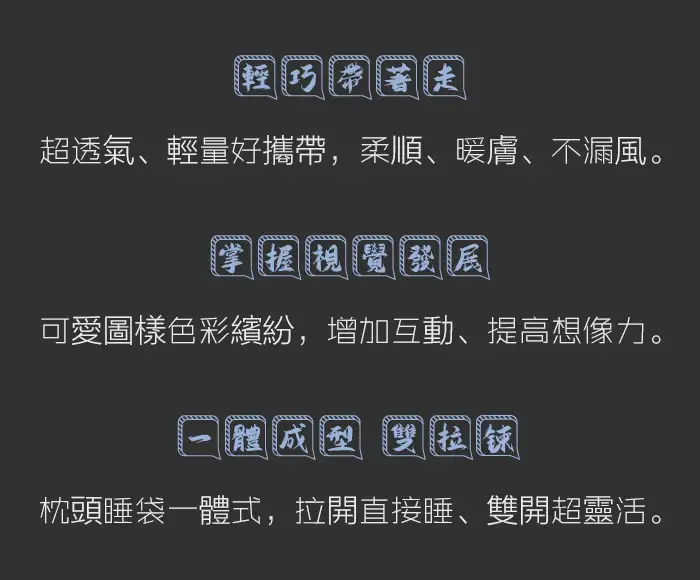 輕巧帶著走
超透氣、輕量好攜帶，柔順、暖膚、不漏風。
掌握視覺發展
可愛圖樣色彩繽紛，增加互動、提高想像力。
一體成型 雙拉鍊
枕頭睡袋一體式，拉開直接睡、雙開超靈活。